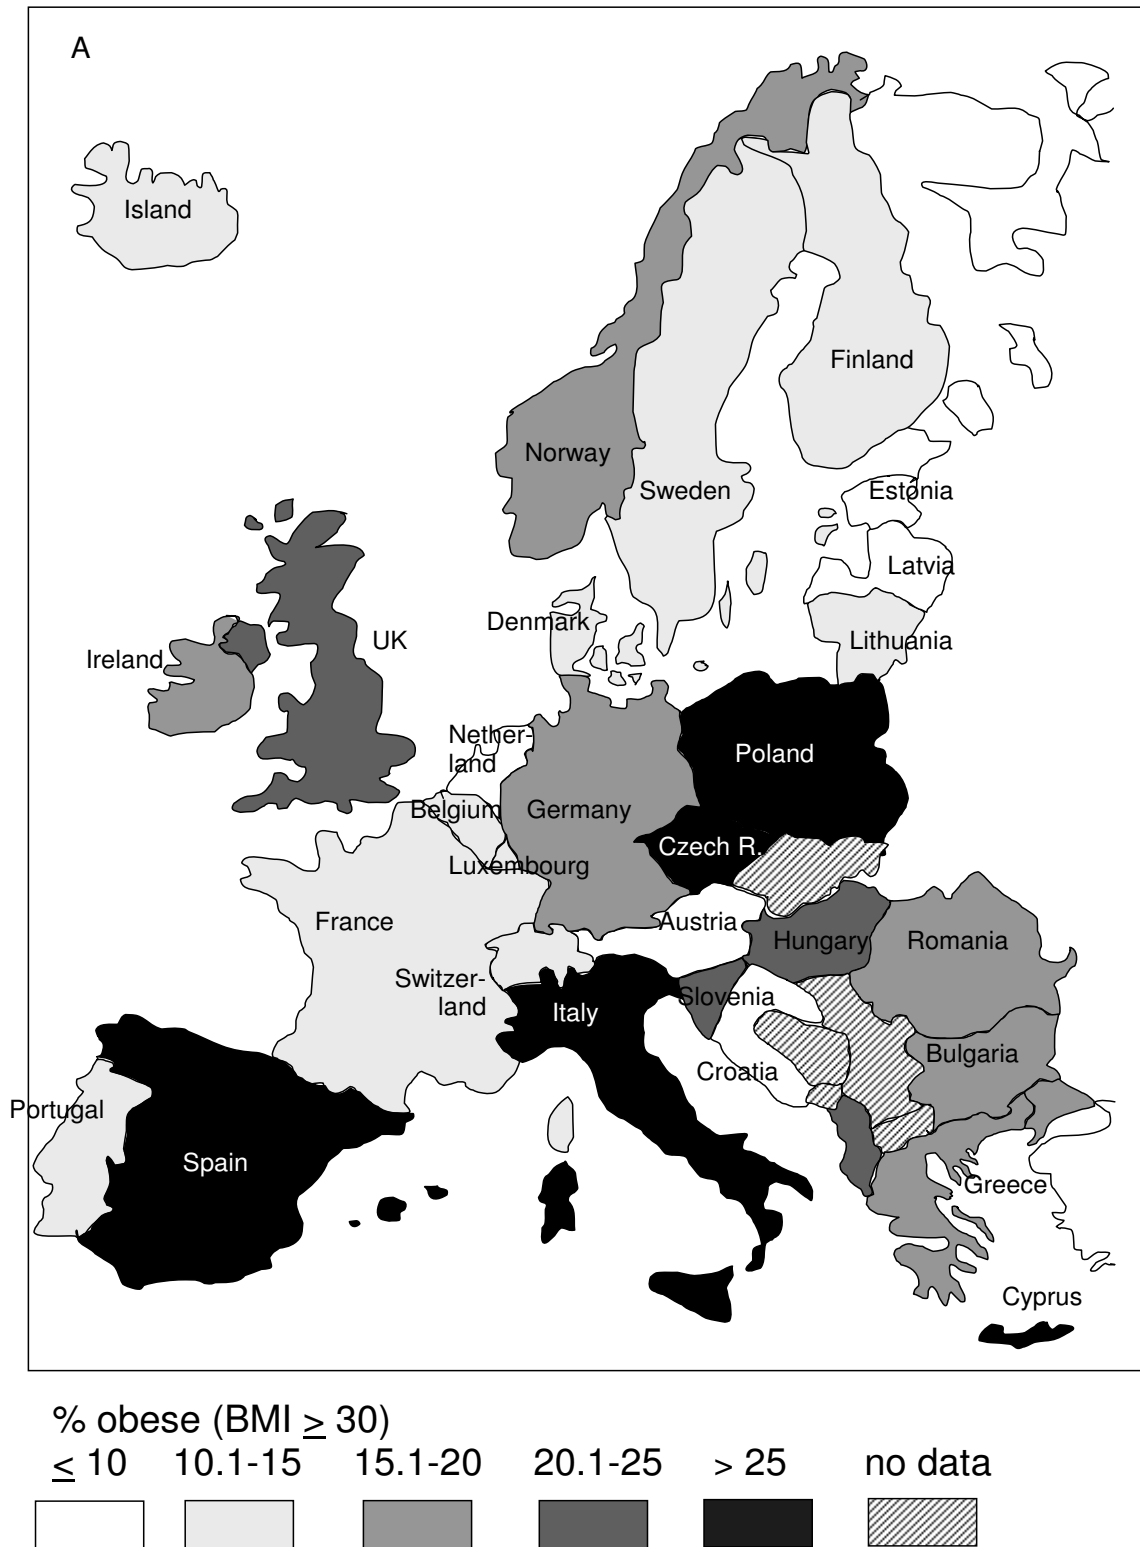 A
Island
Finland
Norway
Sweden
Estonia
Latvia
Denmark
Lithuania
UK
Ireland
Nether-
land
Poland
Belgium
Germany
Czech R.
Luxembourg
France
Austria
Hungary
Romania
Switzer-
land
Slovenia
Italy
Bulgaria
Croatia
Portugal
Spain
Greece
Cyprus
% obese (BMI ≥ 30)
≤ 10 10.1-15 15.1-20 20.1-25 > 25 no data